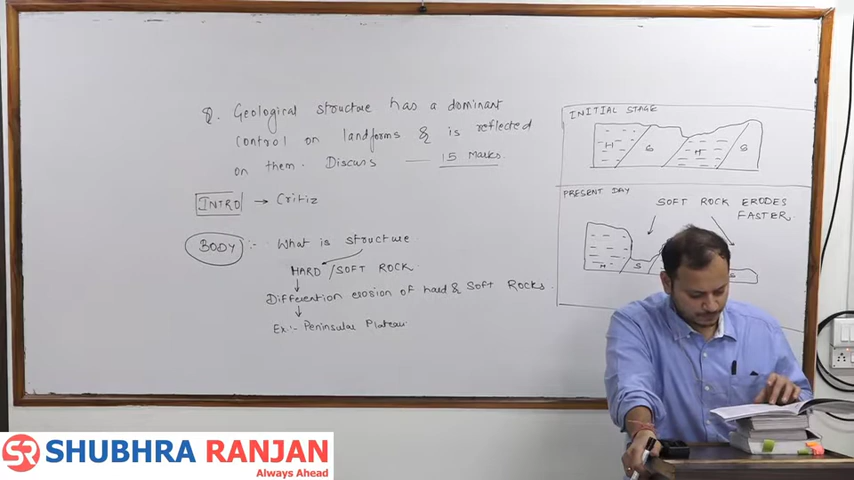 Q. Geological structure has a dominant
control on landforms & is reflected
on them. Discuss — 15 Marks.
INTRO → Critiz
BODY :- What is structure
HARD / SOFT ROCK.
Differention erosion of hard & Soft Rocks.
Ex:- Peninsular Plateau
INITIAL STAGE
H S H S
PRESENT DAY
SOFT ROCK ERODES
FASTER.
H S S
SR SHUBHRA RANJAN
Always Ahead